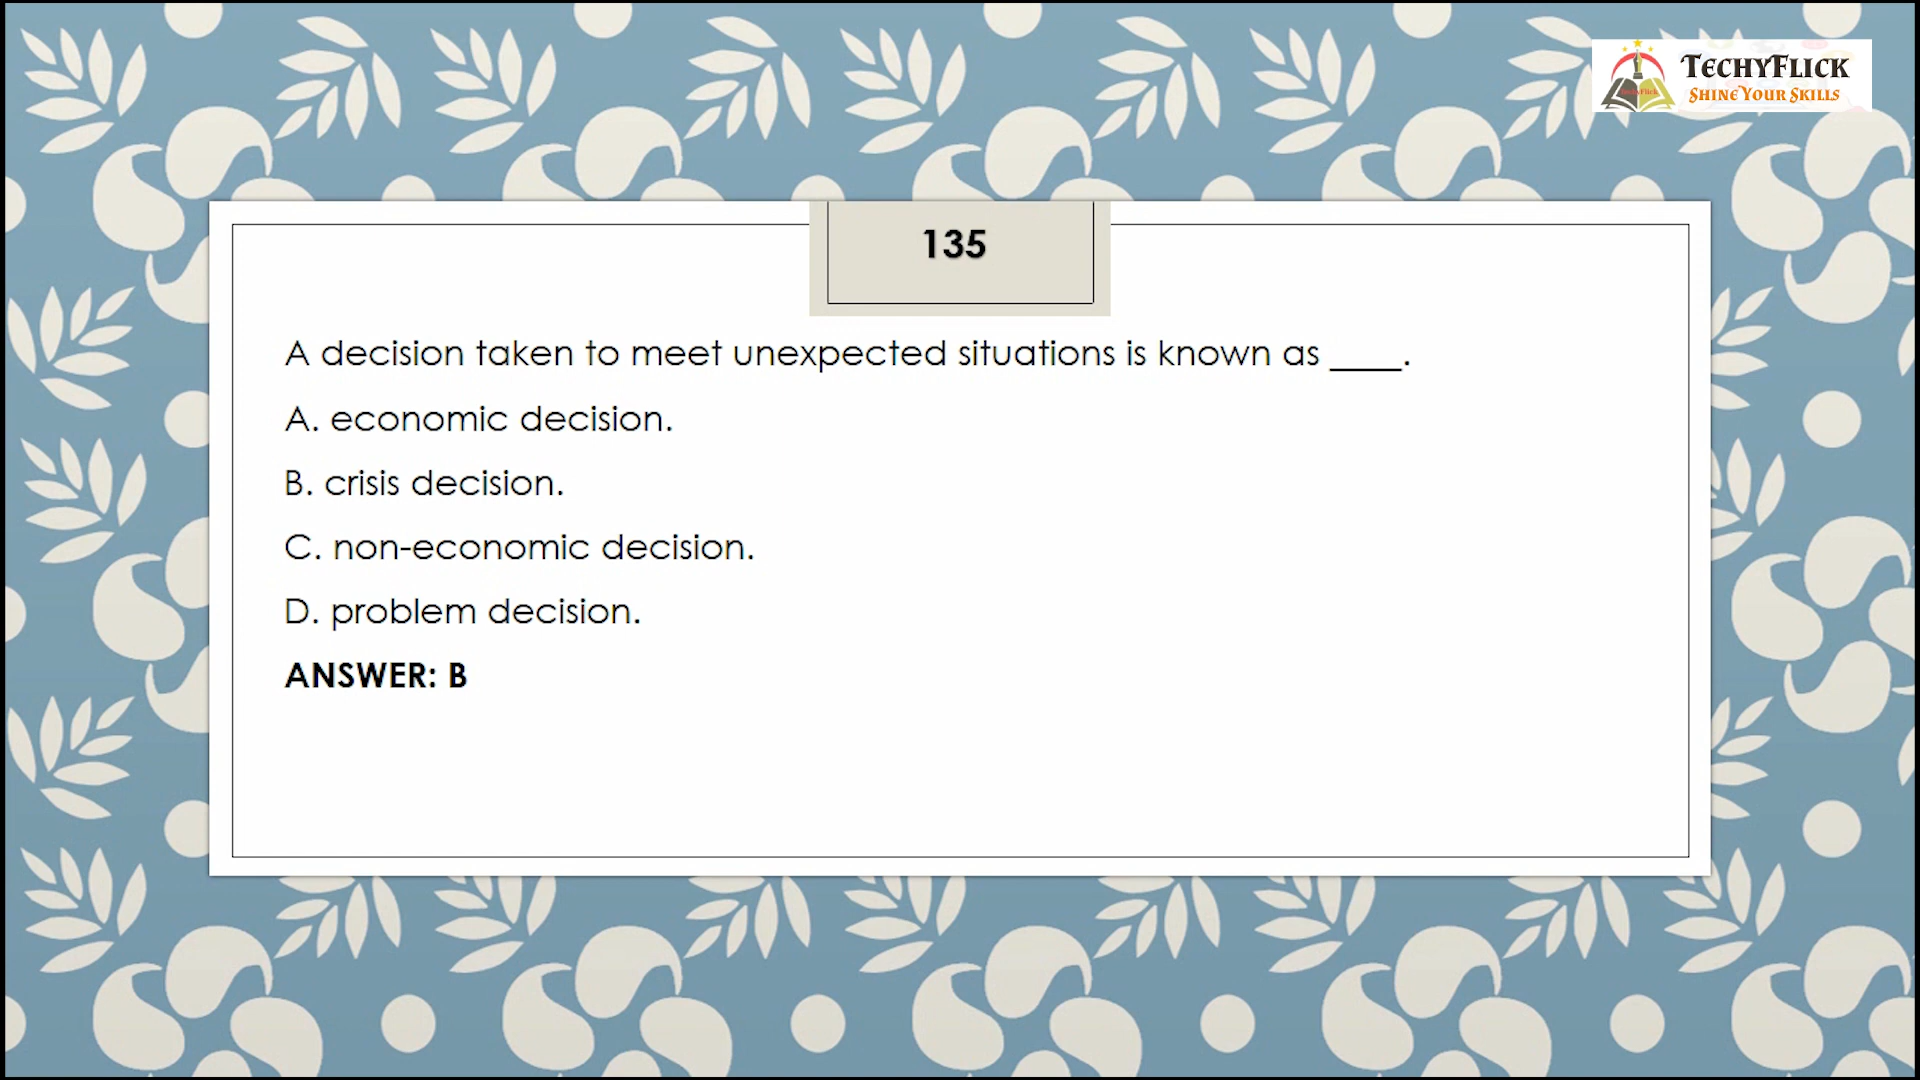 TECHYFLICK
SHINE YOUR SKILLS
135
A decision taken to meet unexpected situations is known as ____.
A. economic decision.
B. crisis decision.
C. non-economic decision.
D. problem decision.
ANSWER: B